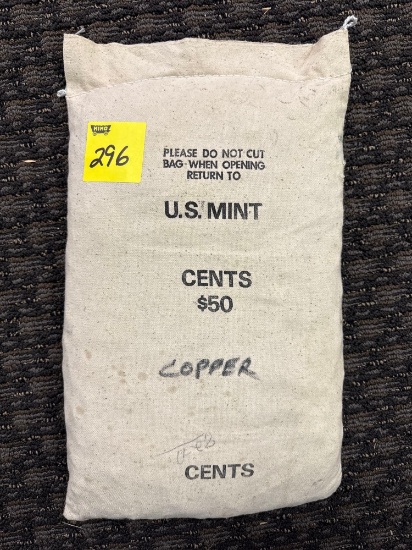 296
PLEASE DO NOT CUT
BAG-WHEN OPENING
RETURN TO
U.S. MINT
CENTS
$50
COPPER
CENTS